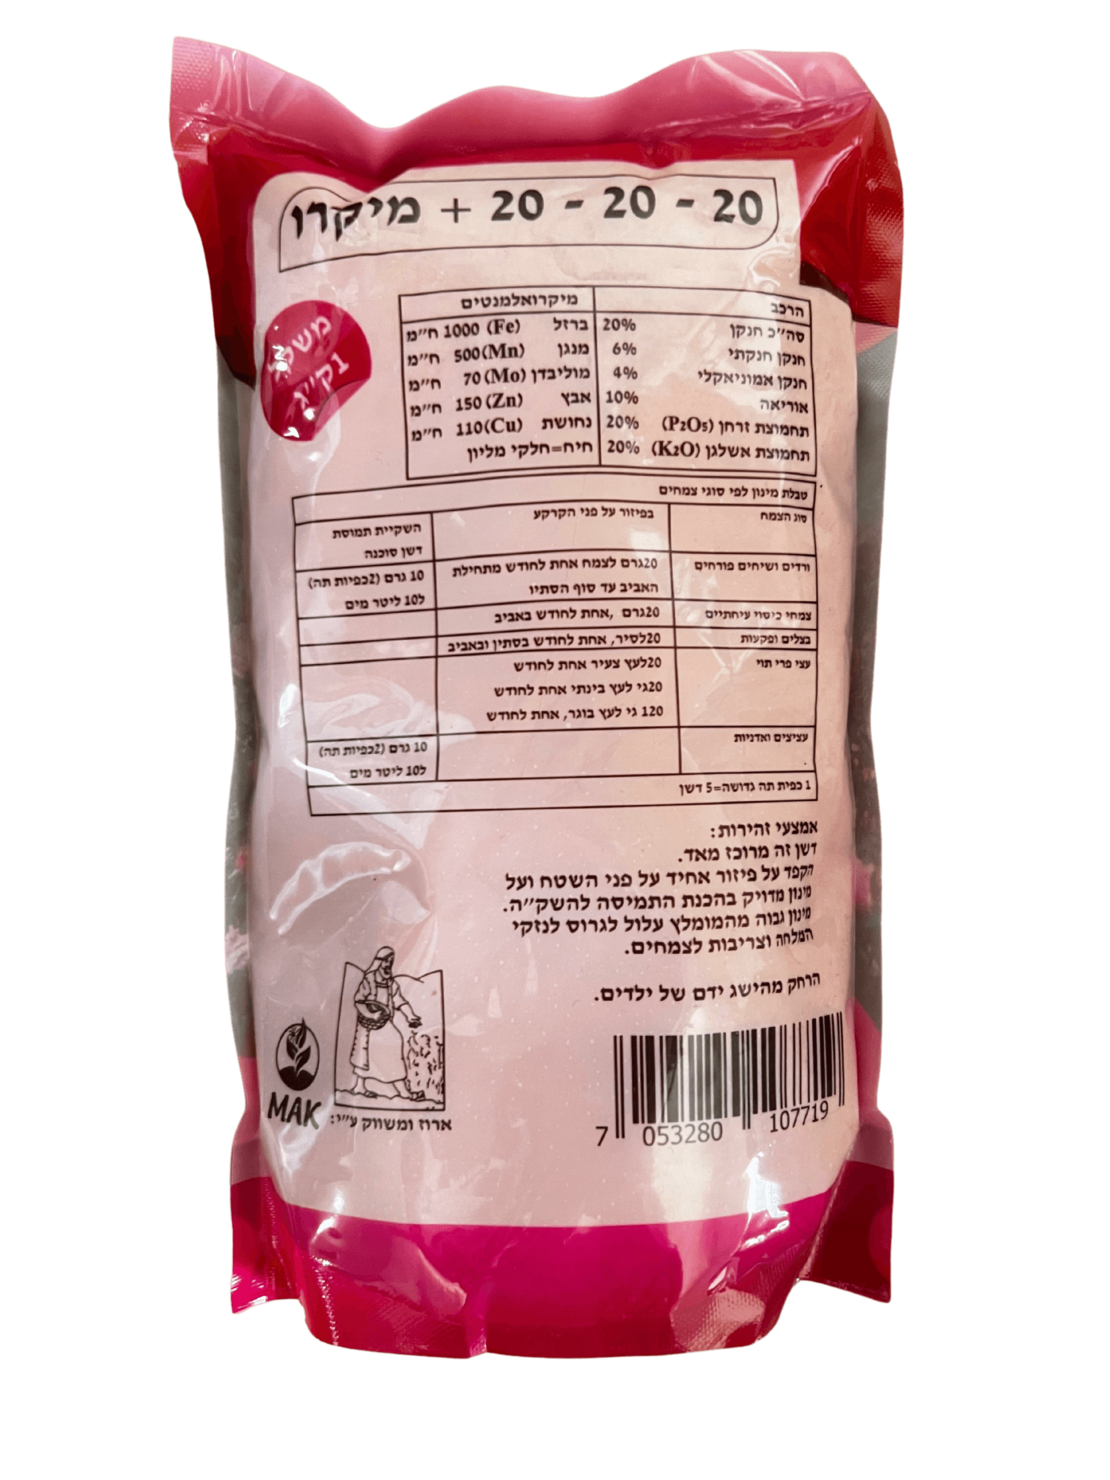 20 - 20 - 20 + מיקרו
משקל
1 ק"ג
הרכב
סה"כ חנקן 20%
חנקן חנקתי 6%
חנקן אמוניאקלי 4%
אוריאה 10%
תחמוצת זרחן (P2O5) 20%
תחמוצת אשלגן (K2O) 20%
מיקרואלמנטים
ברזל (Fe) 1000 ח"מ
מנגן (Mn) 500 ח"מ
מוליבדן (Mo) 70 ח"מ
אבץ (Zn) 150 ח"מ
נחושת (Cu) 110 ח"מ
חיח=חלקי מליון
טבלת מינון לפי סוגי צמחים
סוג הצמח בפיזור על פני הקרקע השקיית תמוסת
דשן סוכנה
ורדים ושיחים פורחים 20גרם לצמח אחת לחודש מתחילת 10 גרם (2כפיות תה)
האביב עד סוף הסתיו ל10 ליטר מים
צמחי כיסוי עיתתיים 20גרם ,אחת לחודש באביב
בצלים ופקעות 20לסיר, אחת לחודש בסתין ובאביב
עצי פרי תוי 20לעץ צעיר אחת לחודש
20גי לעץ בינתי אחת לחודש
120 גי לעץ בוגר, אחת לחודש
עציצים ואדניות 10 גרם (2כפיות תה)
ל10 ליטר מים
1 כפית תה גדושה=5 דשן
אמצעי זהירות:
דשן זה מרוכז מאד.
הקפד על פיזור אחיד על פני השטח ועל
מינון מדויק בהכנת התמיסה להשק"ה.
מינון גבוה מהמומלץ עלול לגרוס לנזקי
המלחה וצריבות לצמחים.
הרחק מהישג ידם של ילדים.
ארוז ומשווק ע"י:
MAK
7 053280 107719